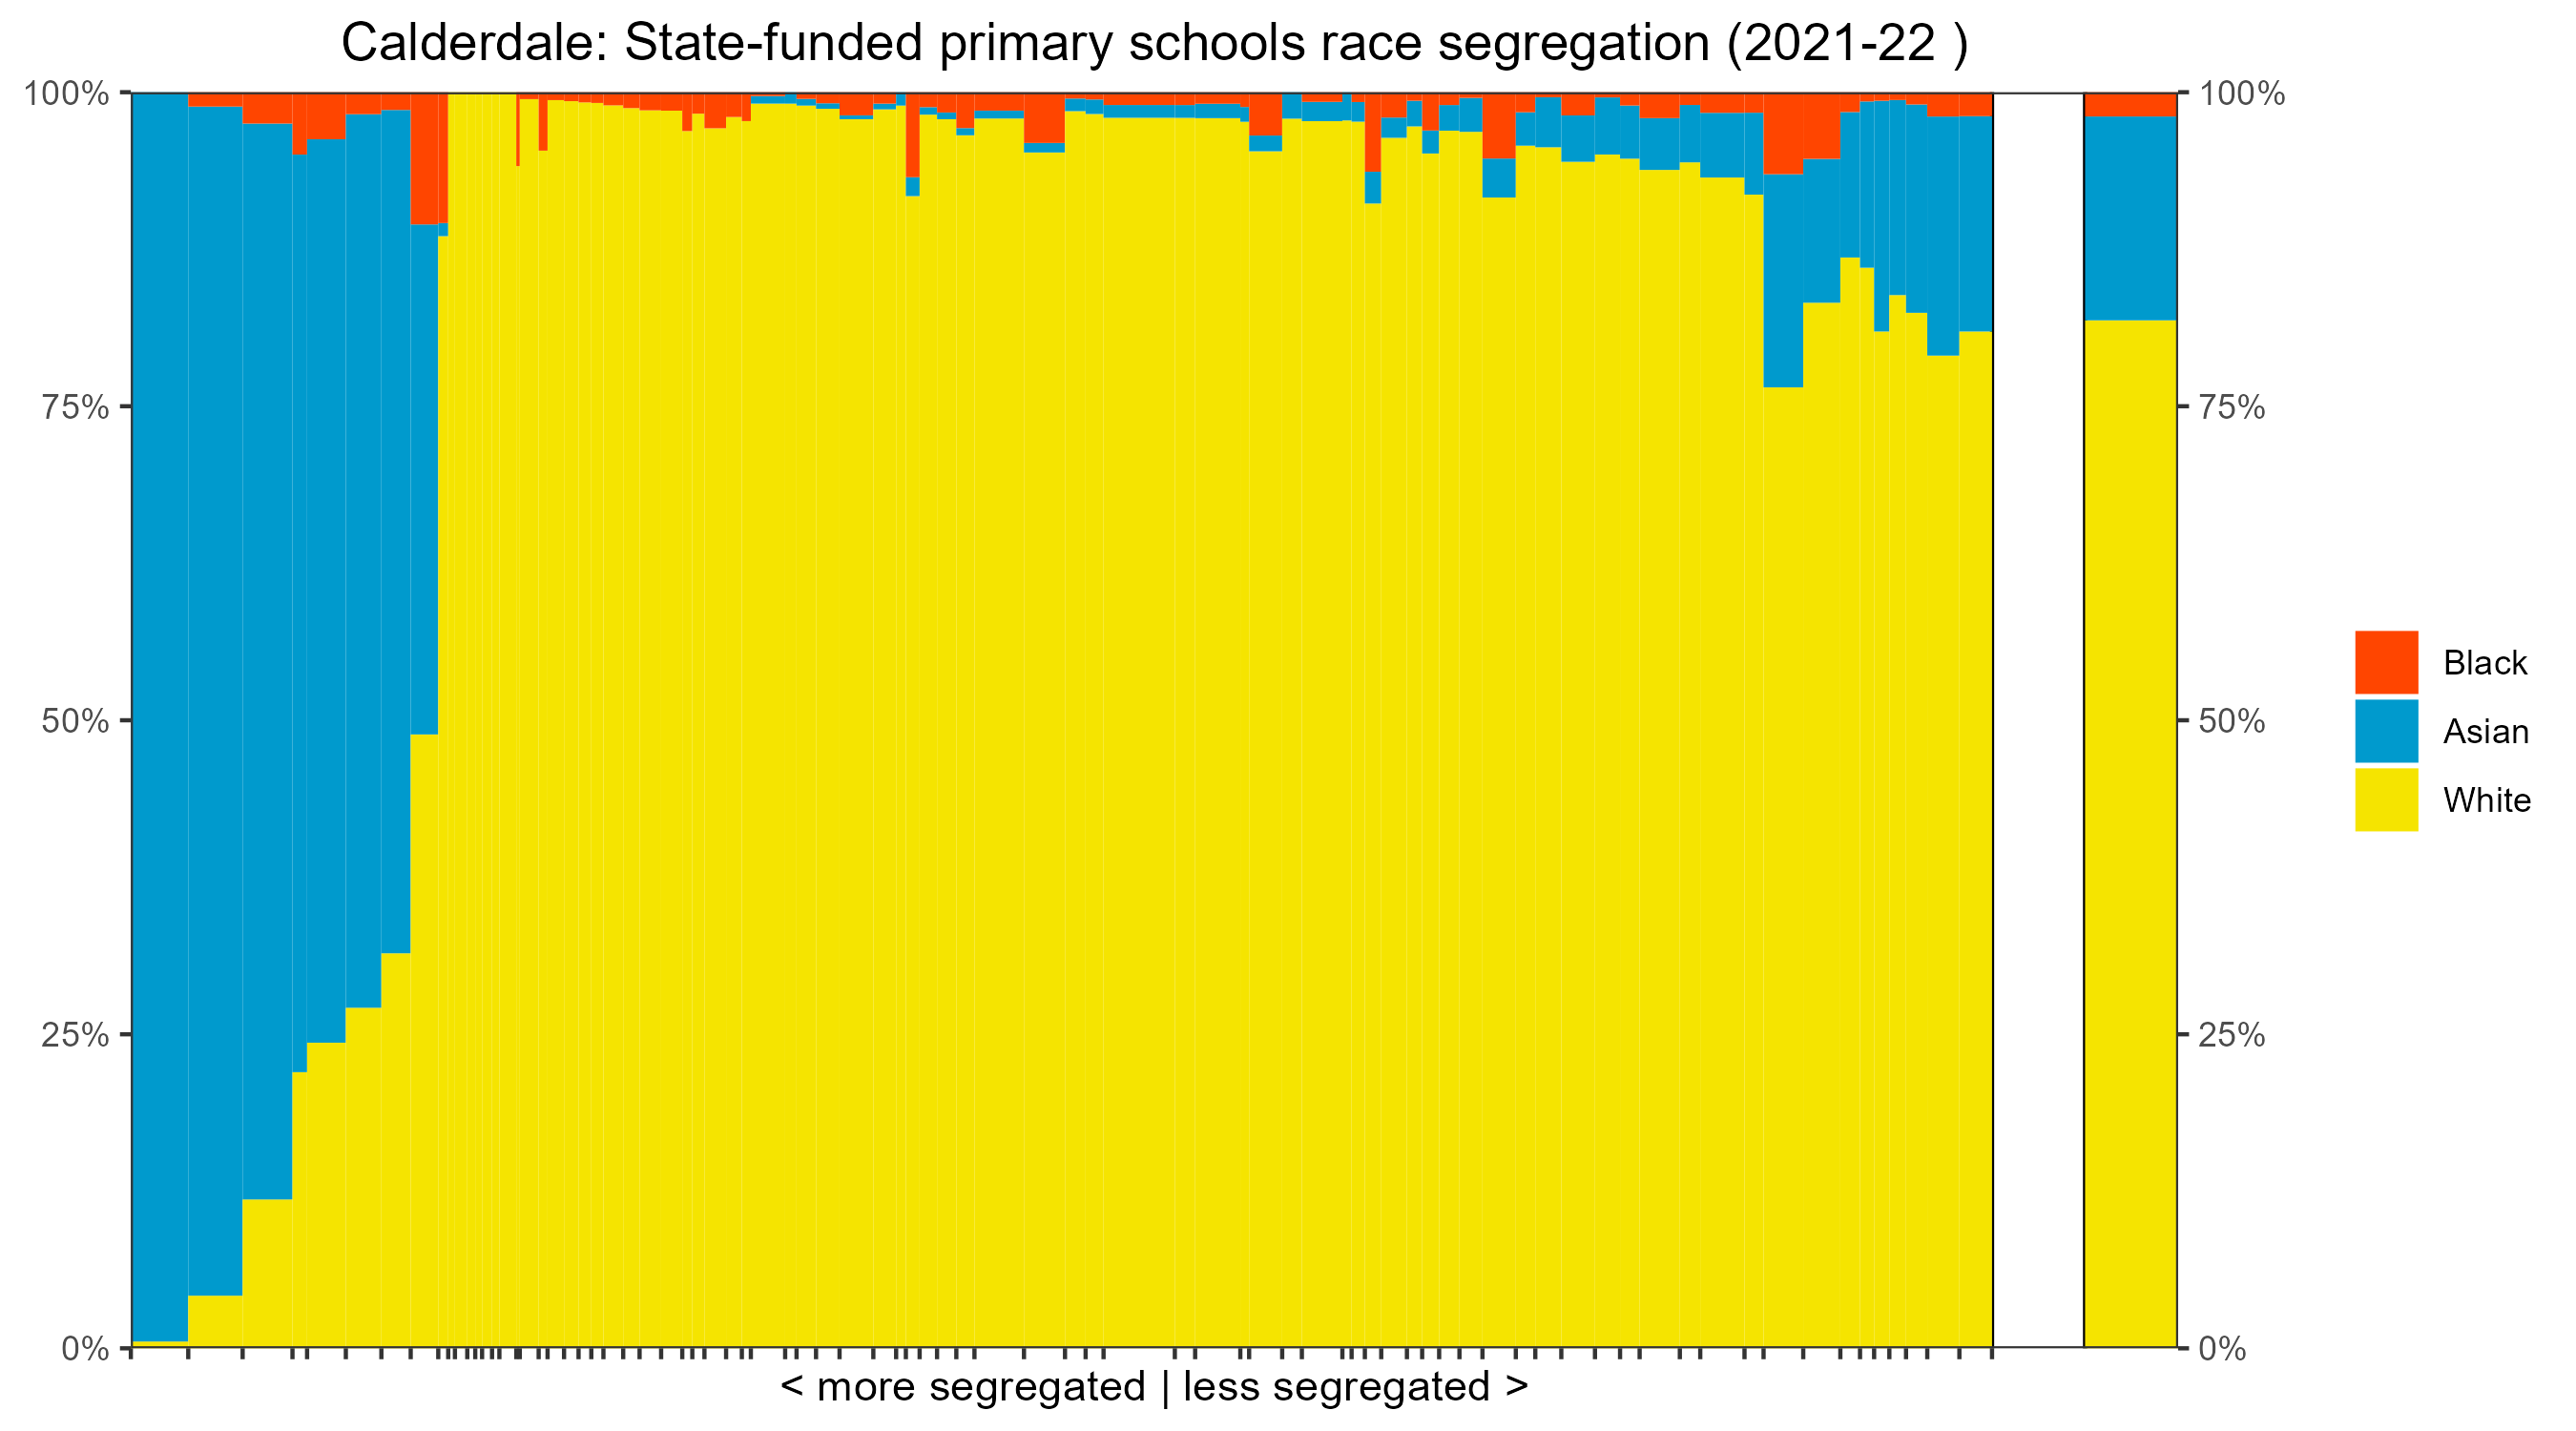 Calderdale: State-funded primary schools race segregation (2021-22 )
100%
75%
50%
25%
0%
100%
75%
50%
25%
0%
Black
Asian
White
< more segregated | less segregated >